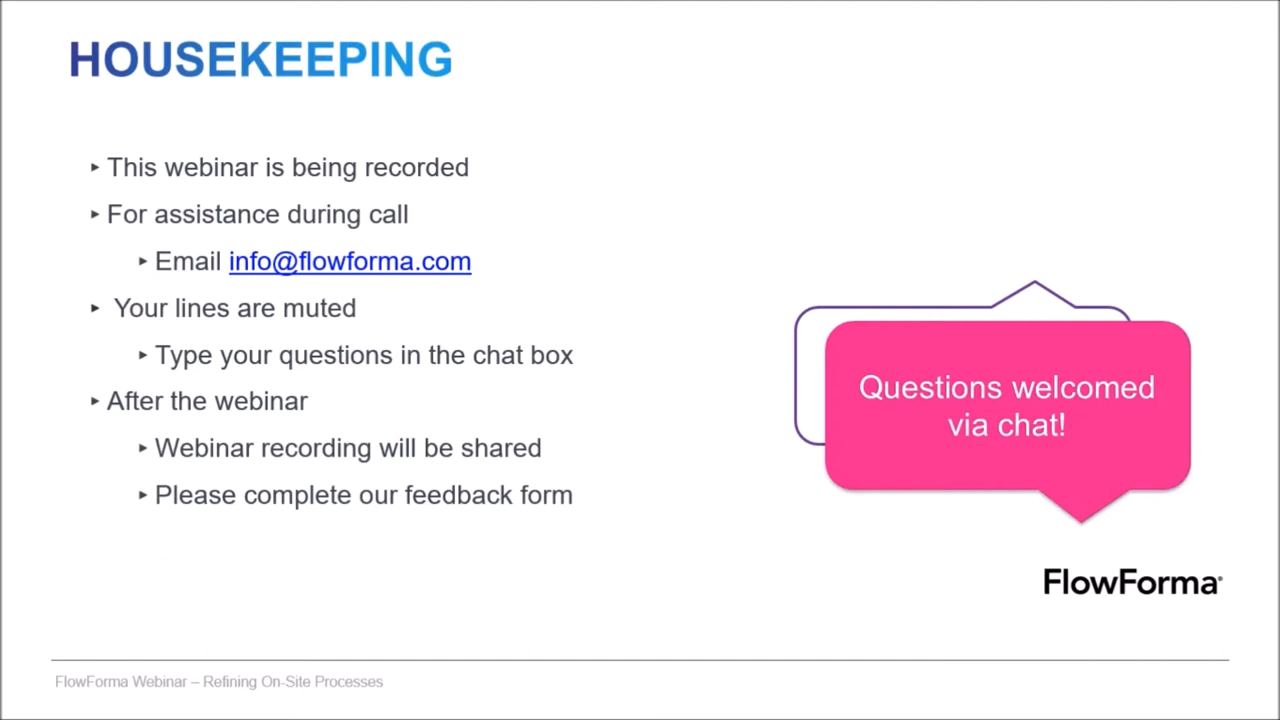 HOUSEKEEPING
This webinar is being recorded
For assistance during call
Email info@flowforma.com
Your lines are muted
Type your questions in the chat box
After the webinar
Webinar recording will be shared
Please complete our feedback form
Questions welcomed
via chat!
FlowForma®
FlowForma Webinar – Refining On-Site Processes